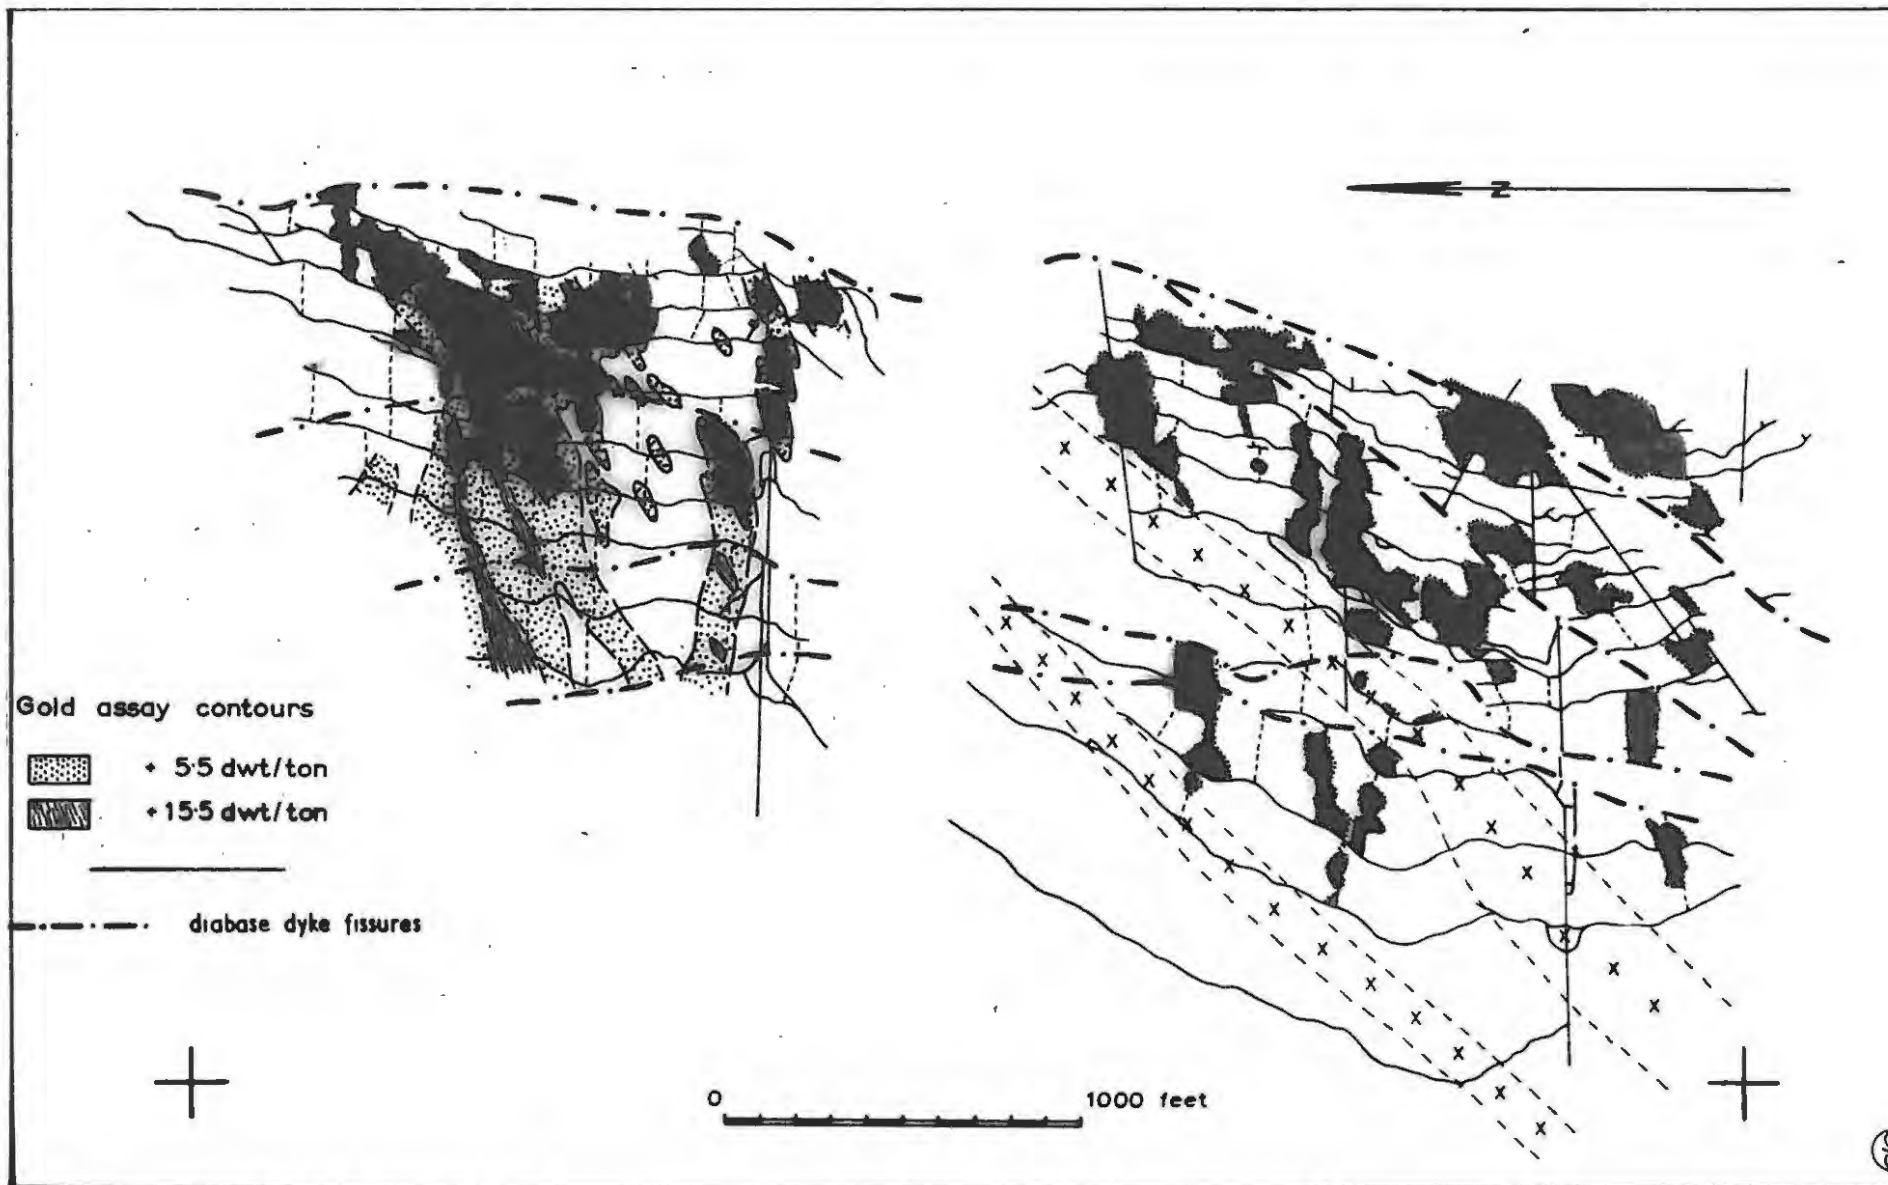 N
Gold assay contours
+ 5·5 dwt/ton
+ 15·5 dwt/ton
diabase dyke fissures
0 1000 feet